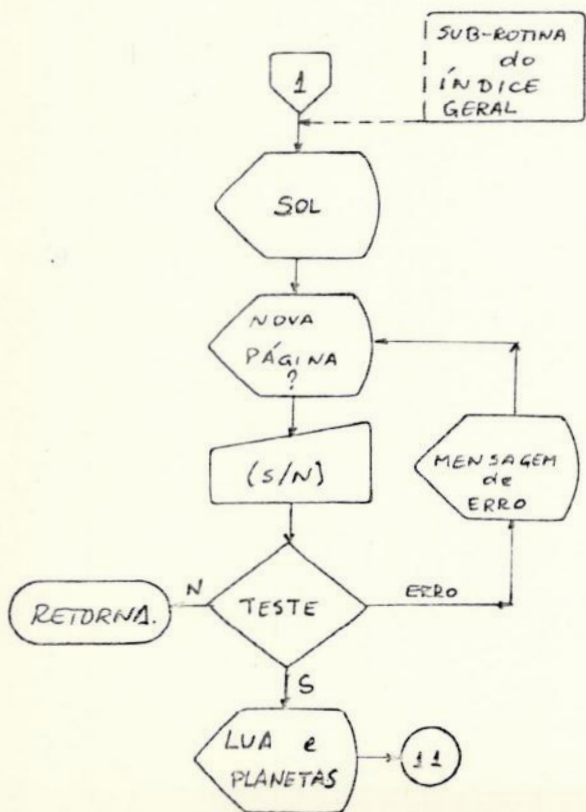 SUB-ROTINA
do
ÍNDICE
GERAL
1
SOL
NOVA
PÁGINA
?
(S/N)
MENSAGEM
de
ERRO
TESTE
N
ERRO
RETORNA.
S
LUA e
PLANETAS
11